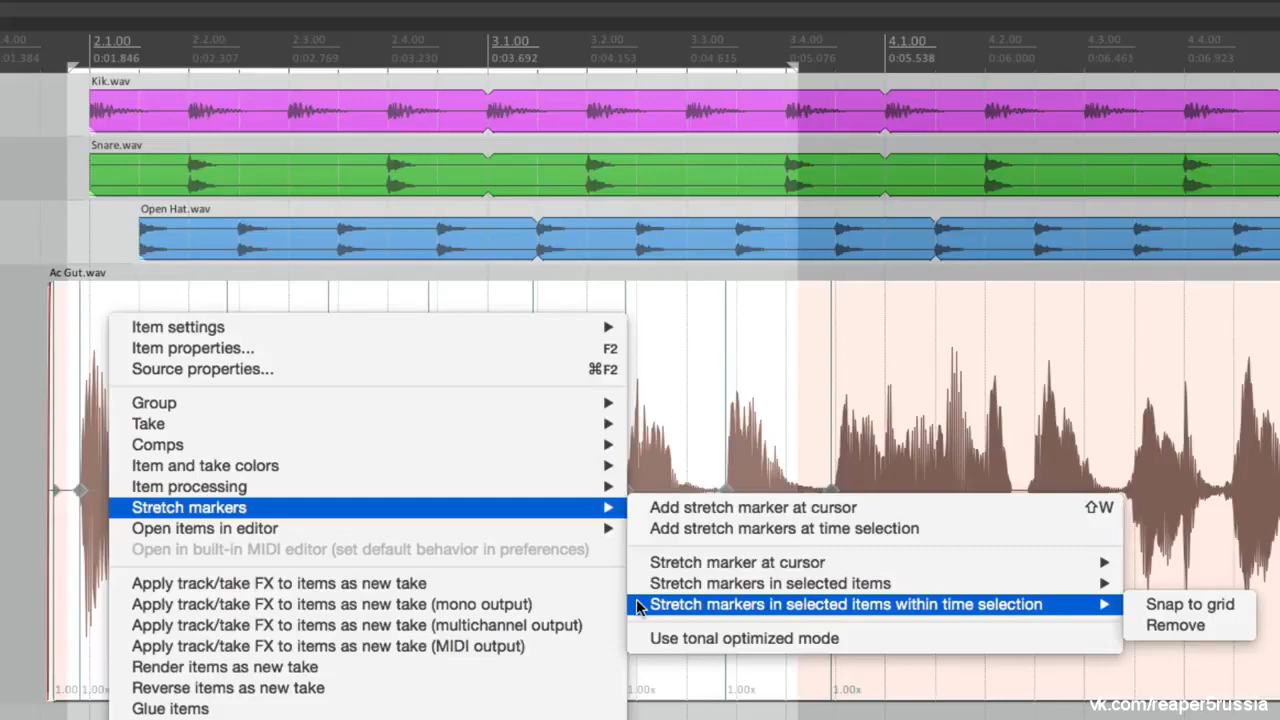 4.00 2.1.00 2.2.00 2.3.00 2.4.00 3.1.00 3.2.00 3.3.00 3.4.00 4.1.00 4.2.00 4.3.00 4.4.00
:01.384 0:01.846 0:02.307 0:02.769 0:03.230 0:03.692 0:04.153 0:04.615 0:05.076 0:05.538 0:06.000 0:06.461 0:06.923
Kik.wav
Snare.wav
Open Hat.wav
Ac Gut.wav
Item settings
Item properties... F2
Source properties... ⌘F2
Group
Take
Comps
Item and take colors
Item processing
Stretch markers
Open items in editor
Open in built-in MIDI editor (set default behavior in preferences)
Apply track/take FX to items as new take
Apply track/take FX to items as new take (mono output)
Apply track/take FX to items as new take (multichannel output)
Apply track/take FX to items as new take (MIDI output)
Render items as new take
Reverse items as new take
Glue items
Add stretch marker at cursor ⇧W
Add stretch markers at time selection
Stretch marker at cursor
Stretch markers in selected items
Stretch markers in selected items within time selection
Use tonal optimized mode
Snap to grid
Remove
1.00 1.00x 1.00x 1.00x 1.00x
vk.com/reaper5russia